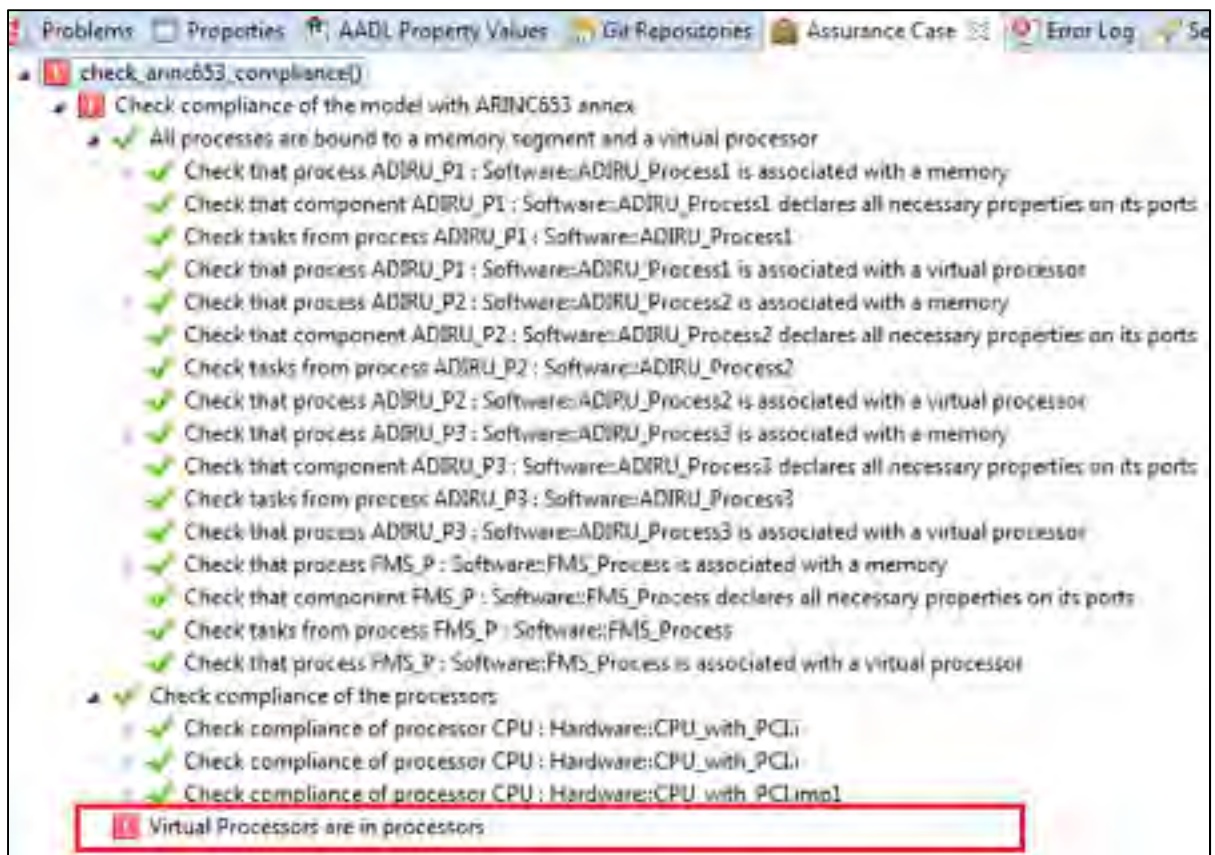 Problems Properties AADL Property Values Git Repositories Assurance Case Error Log Se
check_arinc653_compliance()
Check compliance of the model with ARINC653 annex
All processes are bound to a memory segment and a virtual processor
Check that process ADIRU_P1 : Software::ADIRU_Process1 is associated with a memory
Check that component ADIRU_P1 : Software::ADIRU_Process1 declares all necessary properties on its ports
Check tasks from process ADIRU_P1 : Software::ADIRU_Process1
Check that process ADIRU_P1 : Software::ADIRU_Process1 is associated with a virtual processor
Check that process ADIRU_P2 : Software::ADIRU_Process2 is associated with a memory
Check that component ADIRU_P2 : Software::ADIRU_Process2 declares all necessary properties on its ports
Check tasks from process ADIRU_P2 : Software::ADIRU_Process2
Check that process ADIRU_P2 : Software::ADIRU_Process2 is associated with a virtual processor
Check that process ADIRU_P3 : Software::ADIRU_Process3 is associated with a memory
Check that component ADIRU_P3 : Software::ADIRU_Process3 declares all necessary properties on its ports
Check tasks from process ADIRU_P3 : Software::ADIRU_Process3
Check that process ADIRU_P3 : Software::ADIRU_Process3 is associated with a virtual processor
Check that process FMS_P : Software::FMS_Process is associated with a memory
Check that component FMS_P : Software::FMS_Process declares all necessary properties on its ports
Check tasks from process FMS_P : Software::FMS_Process
Check that process FMS_P : Software::FMS_Process is associated with a virtual processor
Check compliance of the processors
Check compliance of processor CPU : Hardware::CPU_with_PCI.i
Check compliance of processor CPU : Hardware::CPU_with_PCI.i
Check compliance of processor CPU : Hardware::CPU_with_PCI.imp1
Virtual Processors are in processors